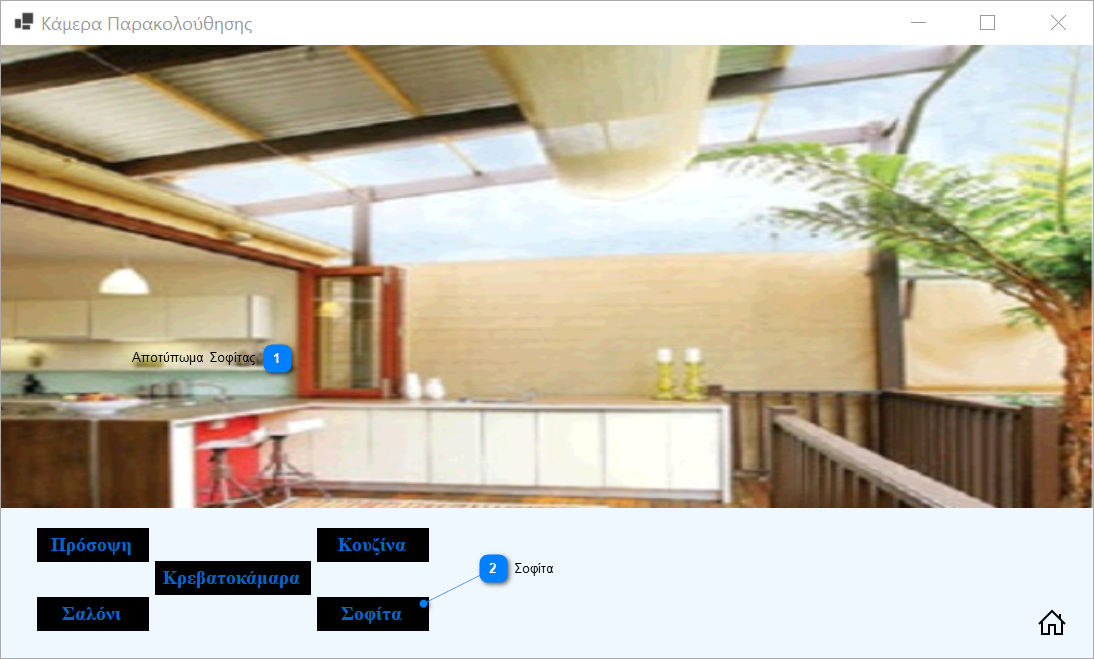 Κάμερα Παρακολούθησης
Αποτύπωμα Σοφίτας 1
Πρόσοψη
Κουζίνα
Κρεβατοκάμαρα
2 Σοφίτα
Σαλόνι
Σοφίτα